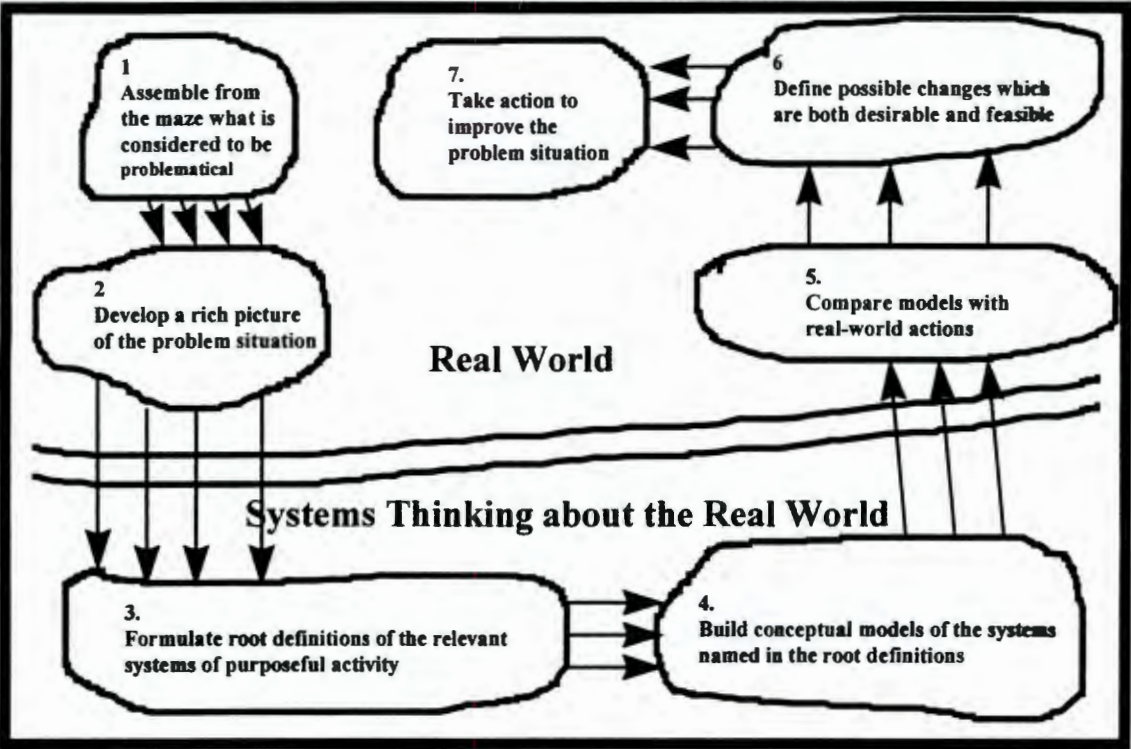 1
Assemble from
the maze what is
considered to be
problematical
2
Develop a rich picture
of the problem situation
3.
Formulate root definitions of the relevant
systems of purposeful activity
4.
Build conceptual models of the systems
named in the root definitions
5.
Compare models with
real-world actions
6
Define possible changes which
are both desirable and feasible
7.
Take action to
improve the
problem situation
Real World
Systems Thinking about the Real World